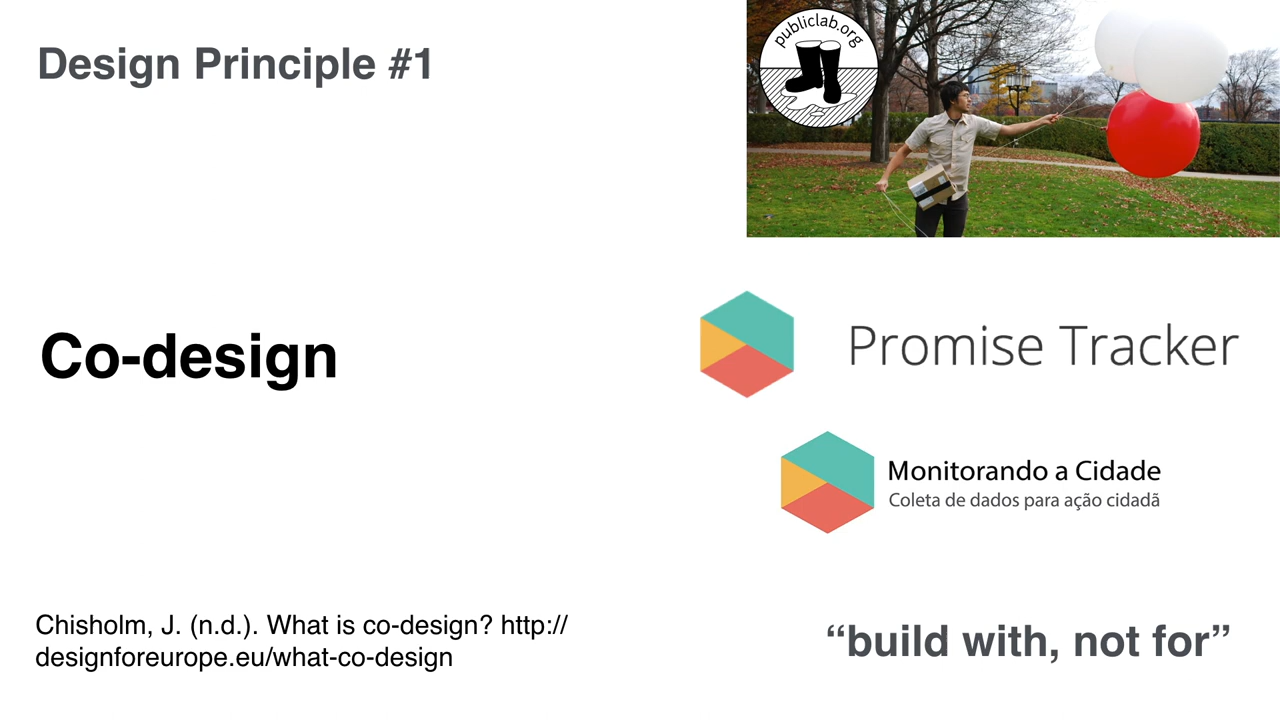 Design Principle #1
publiclab.org
Co-design
Promise Tracker
Monitorando a Cidade
Coleta de dados para ação cidadã
Chisholm, J. (n.d.). What is co-design? http://
designforeurope.eu/what-co-design
“build with, not for”